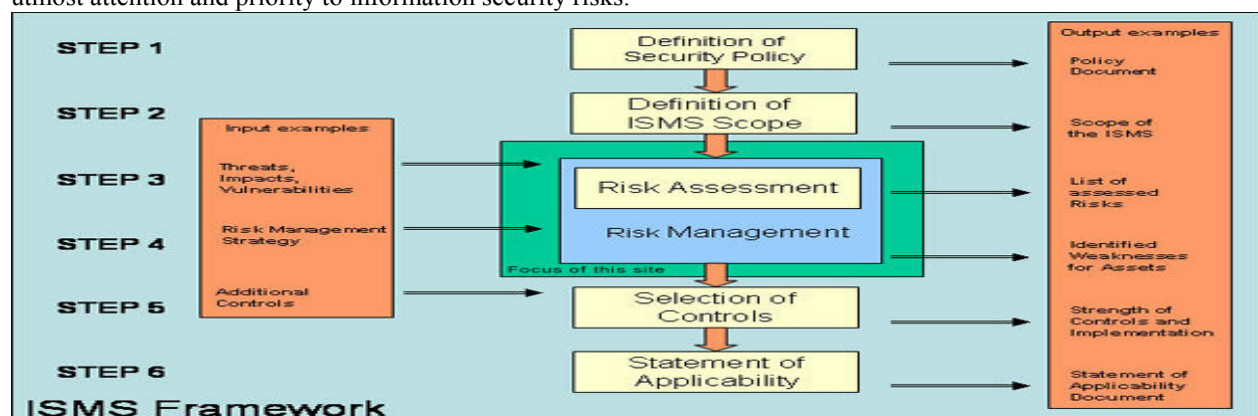 utmost attention and priority to information security risks.
STEP 1
Definition of
Security Policy
Output examples
Policy
Document
STEP 2
Definition of
ISMS Scope
Scope of
the ISMS
Input examples
STEP 3
Threats,
Impacts,
Vulnerabilities
Risk Assessment
List of
assessed
Risks
STEP 4
Risk Management
Strategy
Risk Management
Identified
Weaknesses
for Assets
Focus of this site
STEP 5
Additional
Controls
Selection of
Controls
Strength of
Controls and
Implementation
STEP 6
Statement of
Applicability
Statement of
Applicability
Document
ISMS Framework